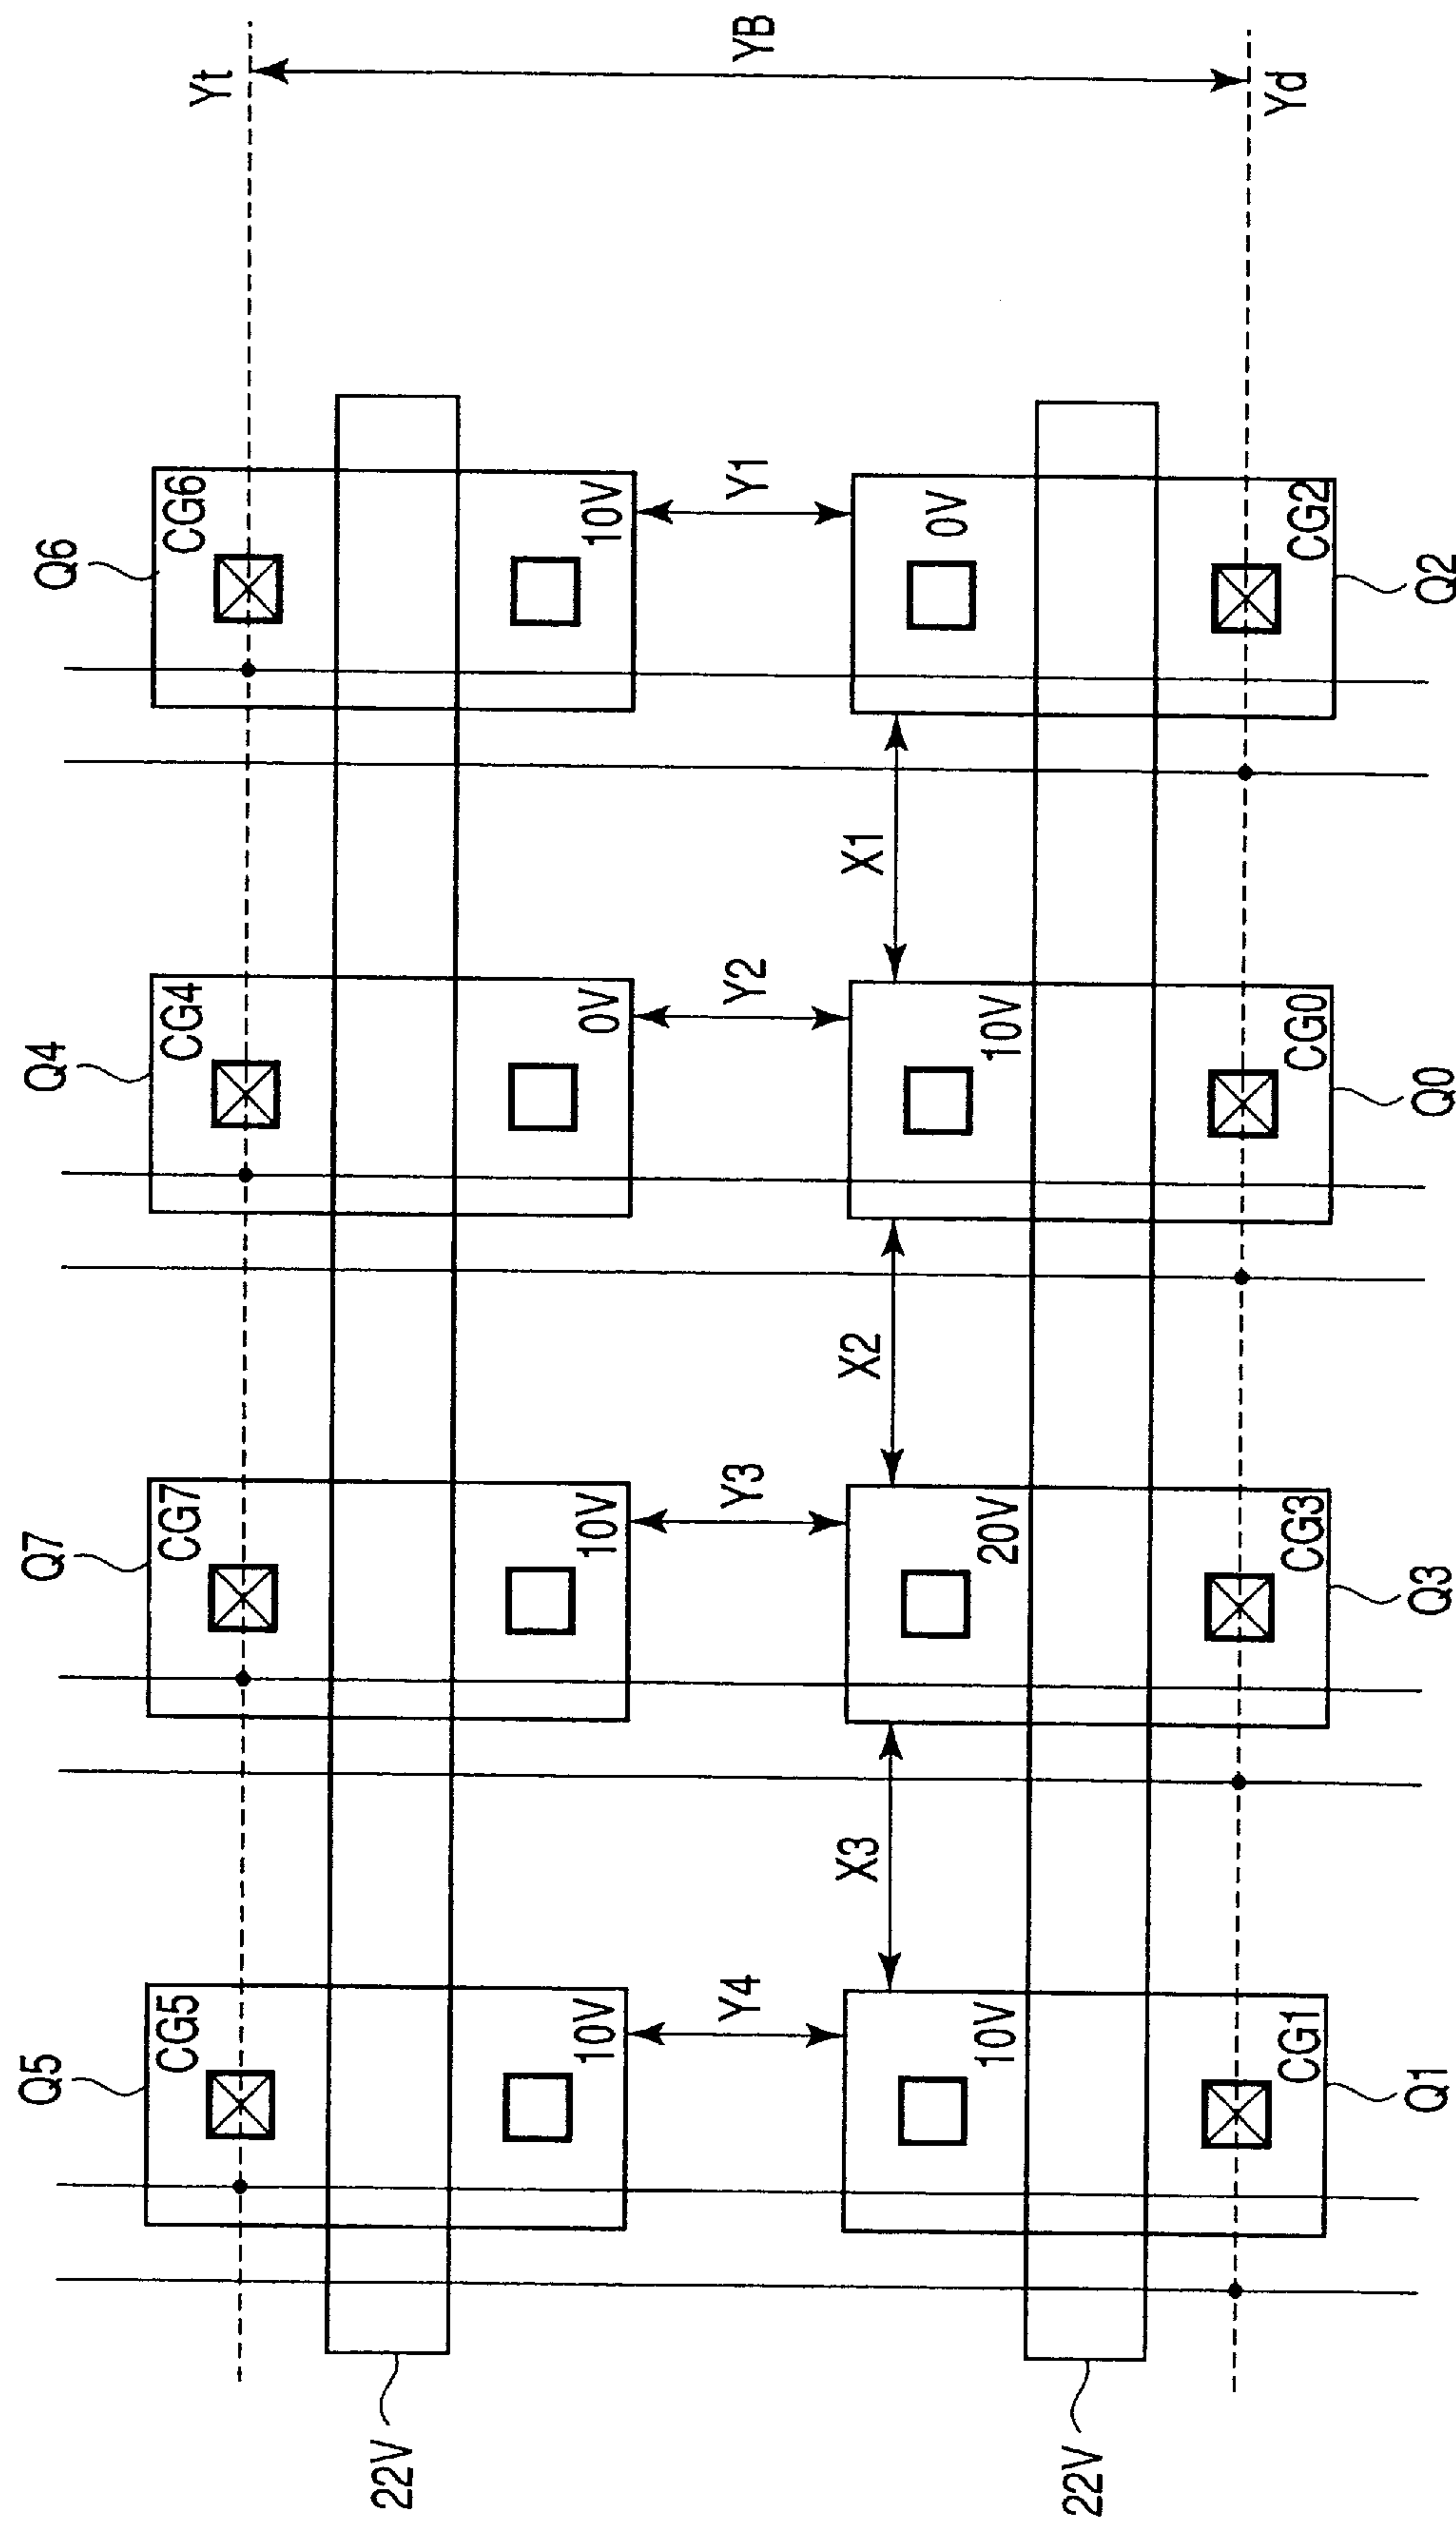 Q5 Q7 Q4 Q6
CG5 CG7 CG4 CG6 Yt
22V
10V 10V 0V 10V
Y4 Y3 Y2 Y1 YB
X3 X2 X1
10V 20V 10V 0V
22V
CG1 CG3 CG0 CG2 Yd
Q1 Q3 Q0 Q2